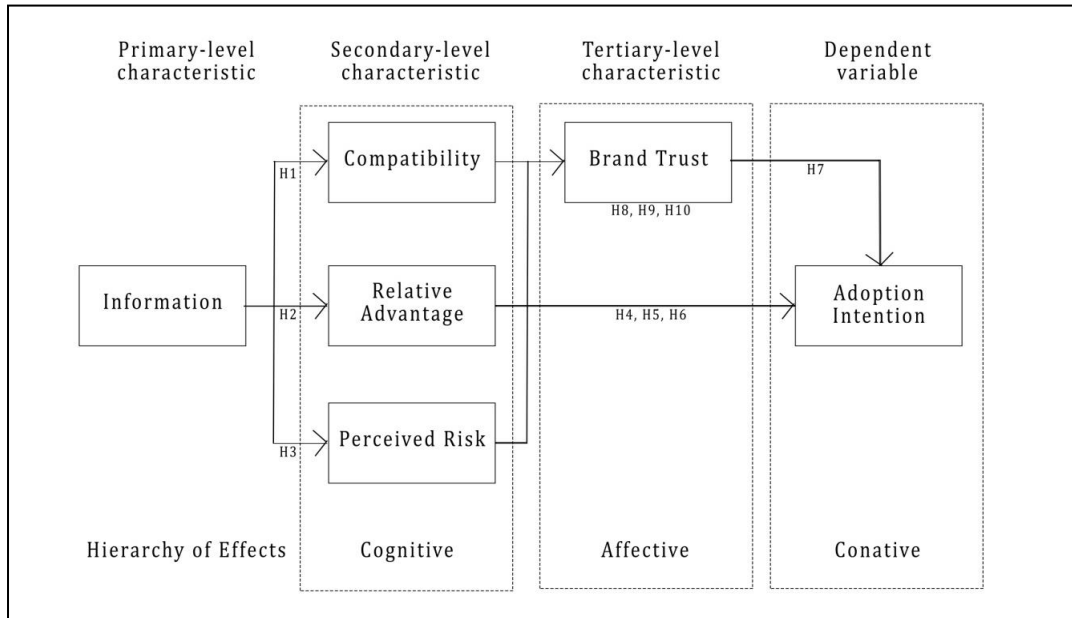 Primary-level
characteristic
Secondary-level
characteristic
Tertiary-level
characteristic
Dependent
variable
Compatibility
Brand Trust
H1
H7
H8, H9, H10
Information
Relative
Advantage
Adoption
Intention
H2
H4, H5, H6
Perceived Risk
H3
Hierarchy of Effects
Cognitive
Affective
Conative